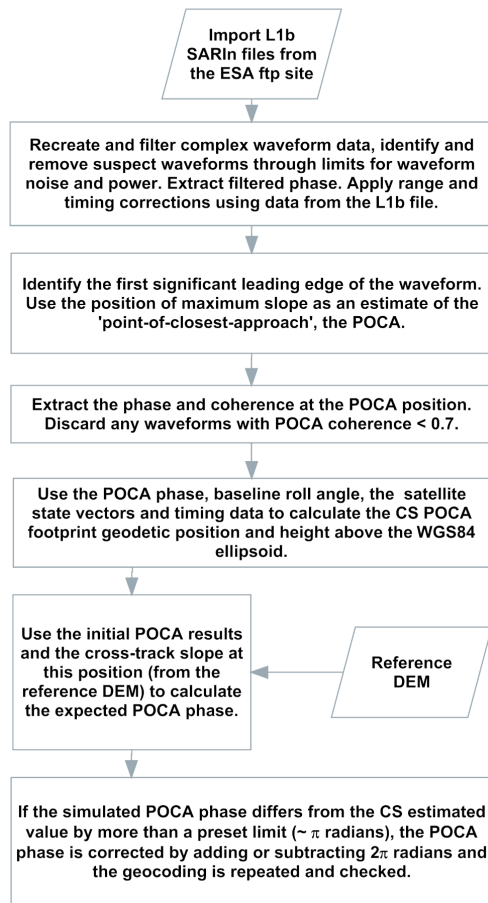 Import L1b
SARIn files from
the ESA ftp site
Recreate and filter complex waveform data, identify and
remove suspect waveforms through limits for waveform
noise and power. Extract filtered phase. Apply range and
timing corrections using data from the L1b file.
Identify the first significant leading edge of the waveform.
Use the position of maximum slope as an estimate of the
'point-of-closest-approach', the POCA.
Extract the phase and coherence at the POCA position.
Discard any waveforms with POCA coherence < 0.7.
Use the POCA phase, baseline roll angle, the satellite
state vectors and timing data to calculate the CS POCA
footprint geodetic position and height above the WGS84
ellipsoid.
Use the initial POCA results
and the cross-track slope at
this position (from the
reference DEM) to calculate
the expected POCA phase.
Reference
DEM
If the simulated POCA phase differs from the CS estimated
value by more than a preset limit (~ π radians), the POCA
phase is corrected by adding or subtracting 2π radians and
the geocoding is repeated and checked.